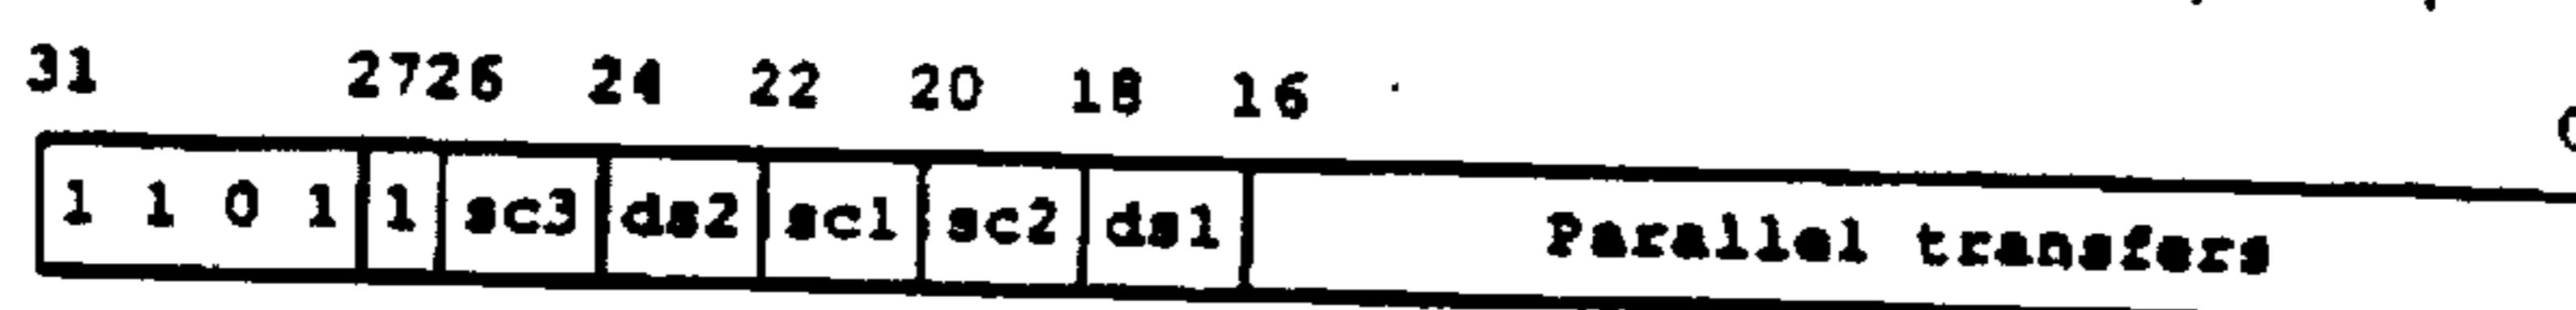 31 2726 24 22 20 18 16 0
1 1 0 1 1 sc3 ds2 sc1 sc2 ds1 Parallel transfers